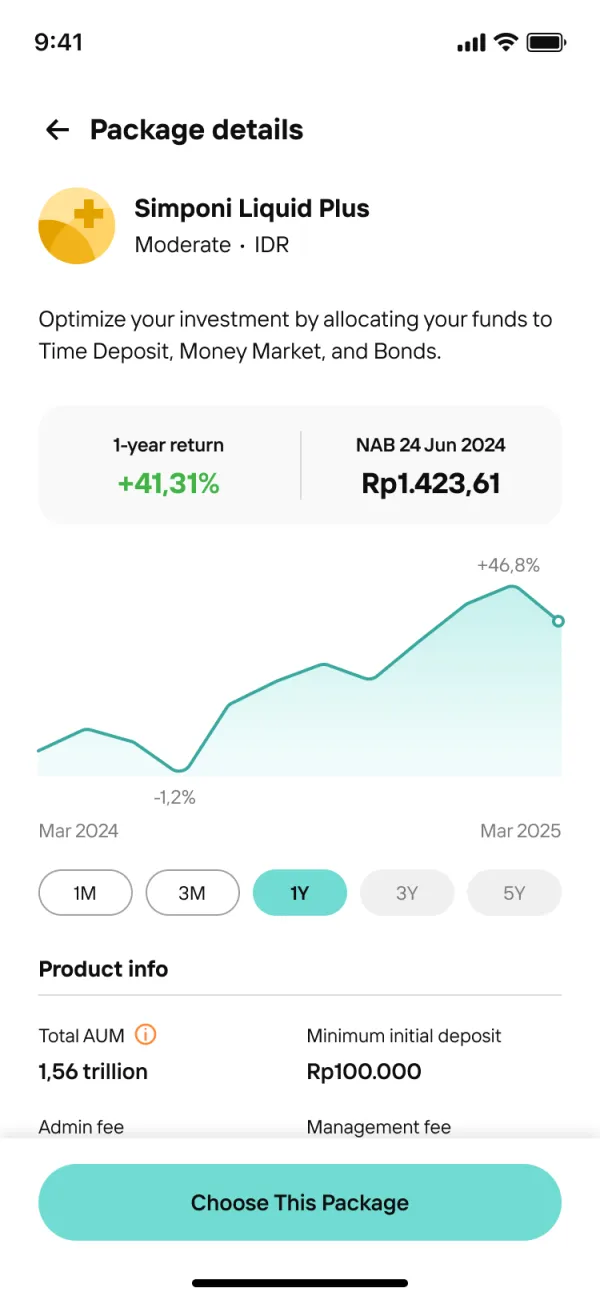 9:41
Package details
Simponi Liquid Plus
Moderate • IDR
Optimize your investment by allocating your funds to
Time Deposit, Money Market, and Bonds.
1-year return
NAB 24 Jun 2024
+41,31%
Rp1.423,61
+46,8%
-1,2%
Mar 2024
Mar 2025
1M
3M
1Y
3Y
5Y
Product info
Total AUM
Minimum initial deposit
1,56 trillion
Rp100.000
Admin fee
Management fee
Choose This Package